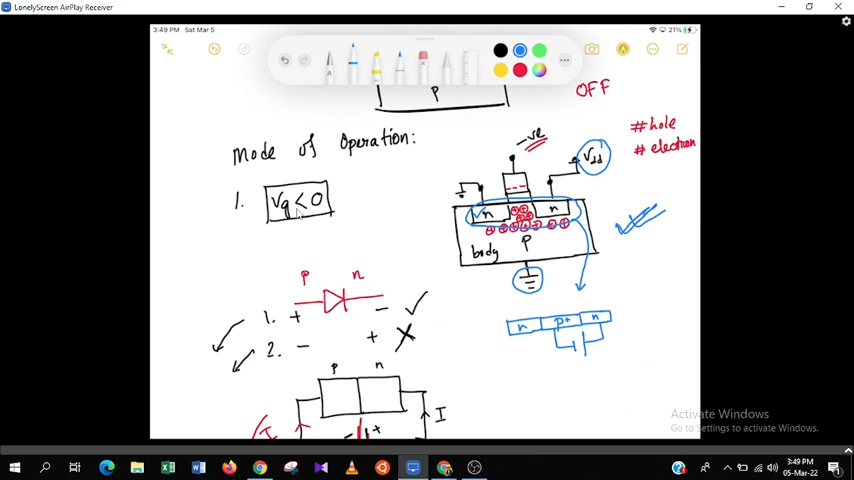 LonelyScreen AirPlay Receiver
3:49 PM Sat Mar 5
21%
P
OFF
Mode of Operation:
1. Vg < 0
-ve
Vdd
# hole
# electron
n
n
body
P
p n
1. + -
2. - +
n p+ n
p n
I
I
- +
Activate Windows
Go to Settings to activate Windows.
3:49 PM
05-Mar-22